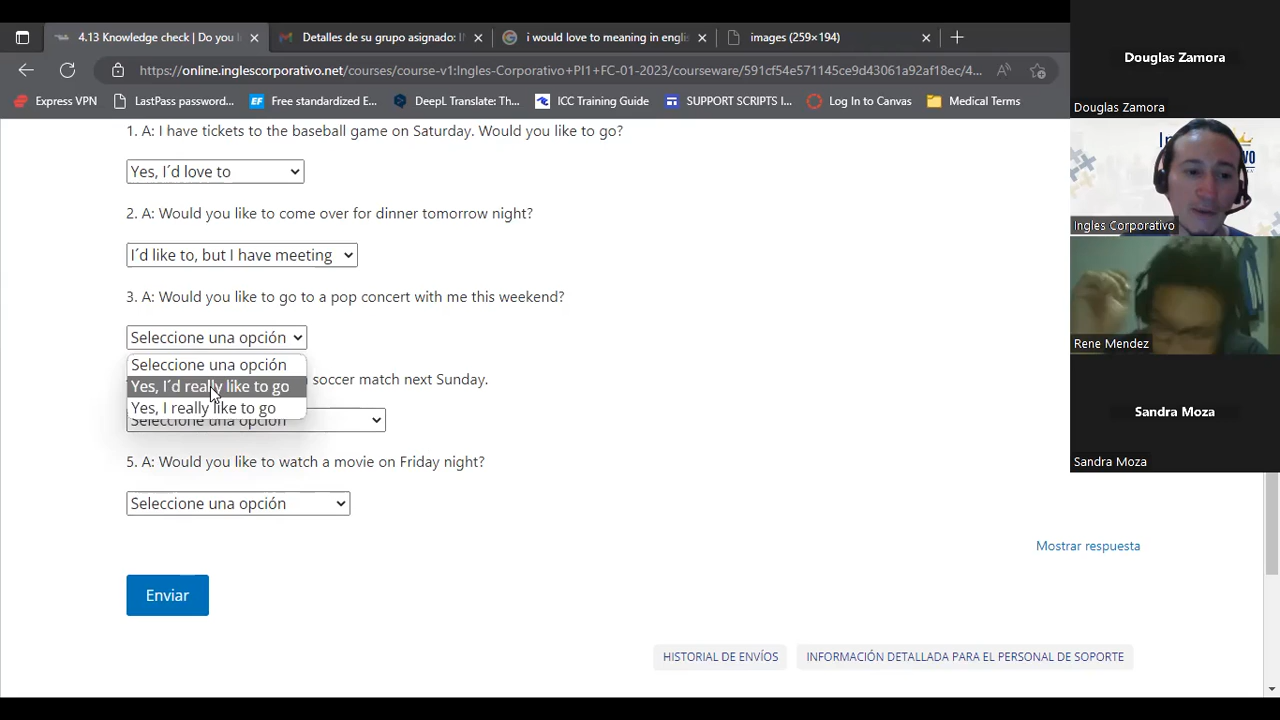 4.13 Knowledge check | Do you l
Detalles de su grupo asignado: I
i would love to meaning in engli
images (259×194)
https://online.inglescorporativo.net/courses/course-v1:Ingles-Corporativo+PI1+FC-01-2023/courseware/591cf54e571145ce9d43061a92af18ec/4...
Express VPN
LastPass password...
EF Free standardized E...
DeepL Translate: Th...
ICC Training Guide
SUPPORT SCRIPTS I...
Log In to Canvas
Medical Terms
1. A: I have tickets to the baseball game on Saturday. Would you like to go?
Yes, I´d love to
2. A: Would you like to come over for dinner tomorrow night?
I´d like to, but I have meeting
3. A: Would you like to go to a pop concert with me this weekend?
Seleccione una opción
Seleccione una opción
Yes, I´d really like to go
soccer match next Sunday.
Yes, I really like to go
Seleccione una opción
5. A: Would you like to watch a movie on Friday night?
Seleccione una opción
Mostrar respuesta
Enviar
HISTORIAL DE ENVÍOS
INFORMACIÓN DETALLADA PARA EL PERSONAL DE SOPORTE
Douglas Zamora
Douglas Zamora
Ingles Corporativo
Rene Mendez
Sandra Moza
Sandra Moza